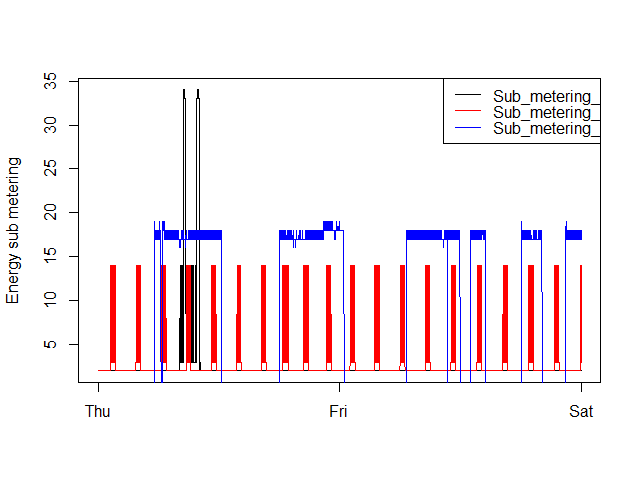 Energy sub metering
35
30
25
20
15
10
5
Sub_metering_
Sub_metering_
Sub_metering_
Thu
Fri
Sat